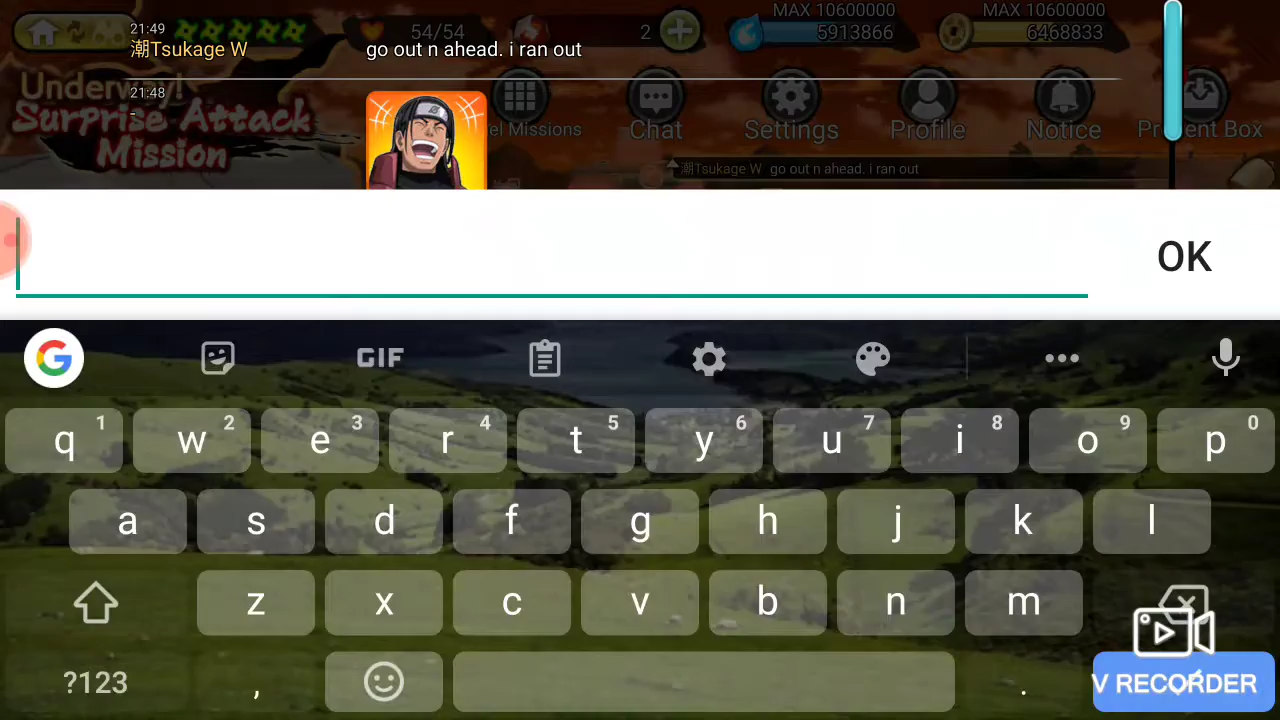 MAX 10600000
MAX 10600000
21:49
54/54
2
5913866
6468833
潮Tsukage W
go out n ahead. i ran out
Underway!
21:48
-
Surprise Attack
Mission
el Missions
Chat
Settings
Profile
Notice
Pr
ent Box
潮Tsukage W go out n ahead. i ran out
OK
G
GIF
q 1 w 2 e 3 r 4 t 5 y 6 u 7 i 8 o 9 p 0
a s d f g h j k l
z x c v b n m
?123 , .
V RECORDER